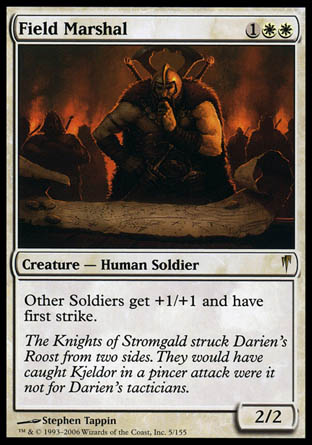 Field Marshal 1
Creature — Human Soldier
Other Soldiers get +1/+1 and have
first strike.
The Knights of Stromgald struck Darien's
Roost from two sides. They would have
caught Kjeldor in a pincer attack were it
not for Darien's tacticians.
Stephen Tappin
™ & © 1993–2006 Wizards of the Coast, Inc. 5/155
2/2